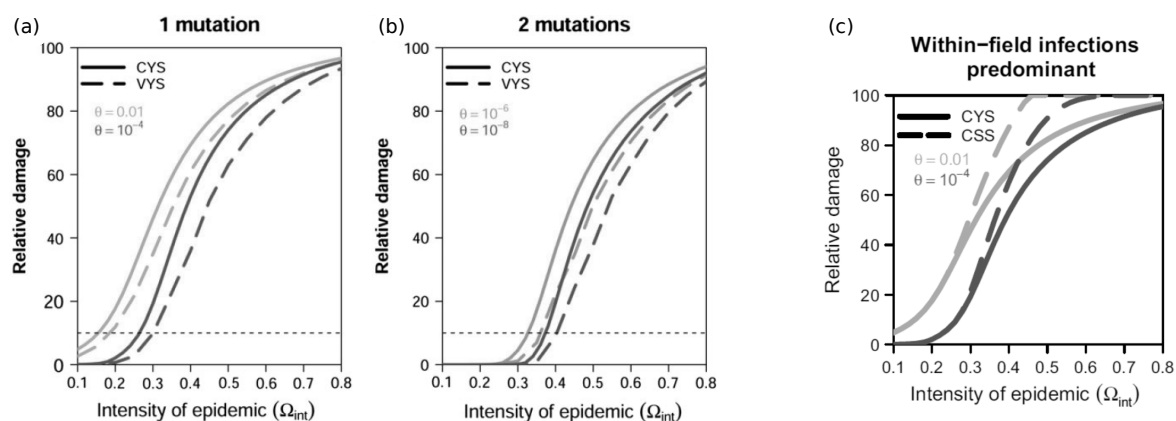 (a)
1 mutation
Relative damage
100
80
60
40
20
10
0
CYS
VYS
θ=0.01
θ=10⁻⁴
0.1 0.2 0.3 0.4 0.5 0.6 0.7 0.8
Intensity of epidemic (Ωint)
(b)
2 mutations
Relative damage
100
80
60
40
20
10
0
CYS
VYS
θ=10⁻⁶
θ=10⁻⁸
0.1 0.2 0.3 0.4 0.5 0.6 0.7 0.8
Intensity of epidemic (Ωint)
(c)
Within−field infections
predominant
Relative damage
100
80
60
40
20
0
CYS
CSS
θ=0.01
θ=10⁻⁴
0.1 0.2 0.3 0.4 0.5 0.6 0.7 0.8
Intensity of epidemic (Ωint)